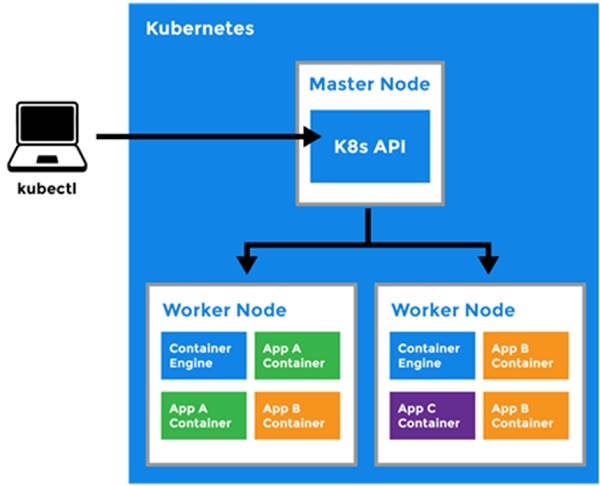 Kubernetes
Master Node
K8s API
kubectl
Worker Node
Container
Engine
App A
Container
App A
Container
App B
Container
Worker Node
Container
Engine
App B
Container
App C
Container
App B
Container